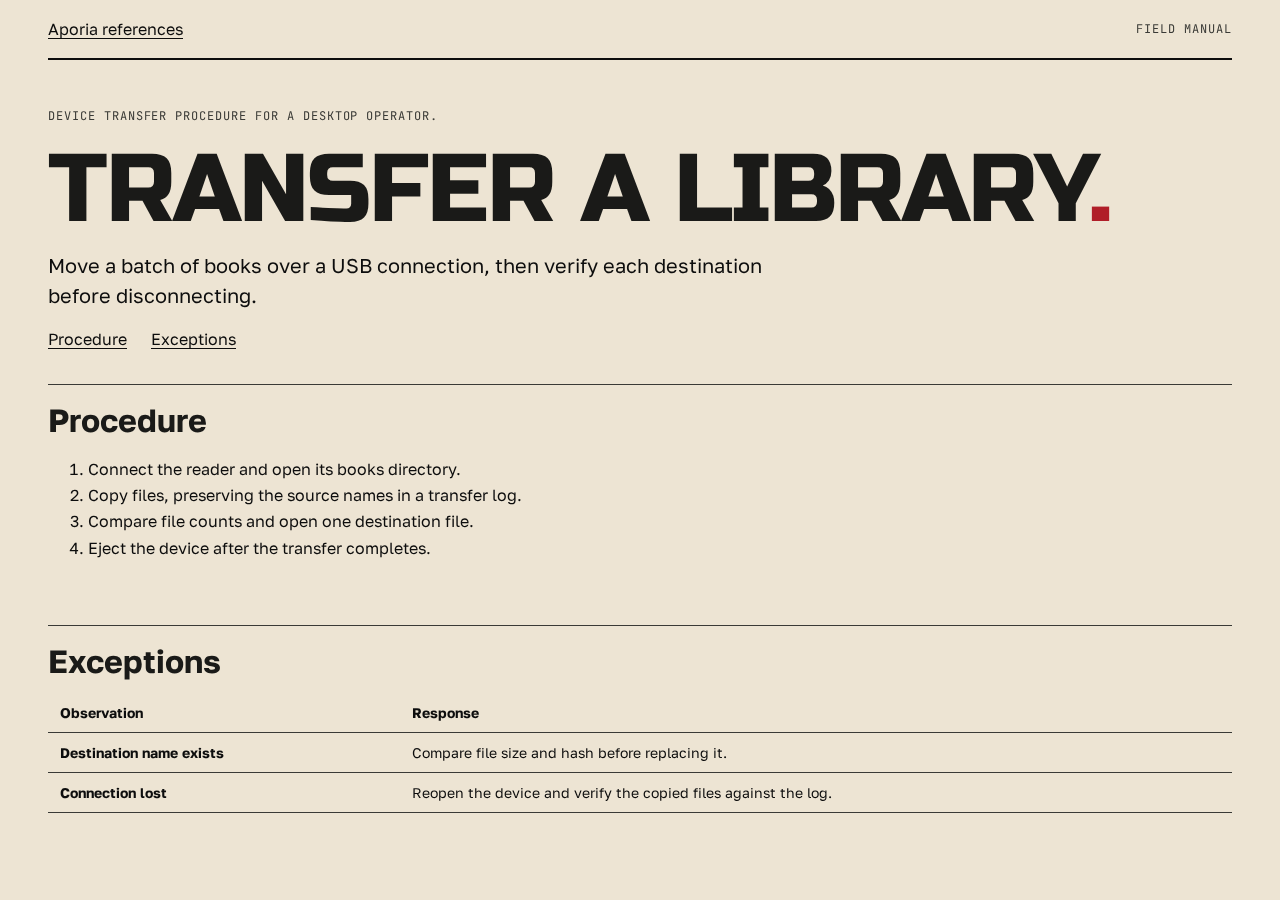 Aporia references
FIELD MANUAL
DEVICE TRANSFER PROCEDURE FOR A DESKTOP OPERATOR.
TRANSFER A LIBRARY.
Move a batch of books over a USB connection, then verify each destination
before disconnecting.
Procedure Exceptions
Procedure
1. Connect the reader and open its books directory.
2. Copy files, preserving the source names in a transfer log.
3. Compare file counts and open one destination file.
4. Eject the device after the transfer completes.
Exceptions
Observation Response
Destination name exists Compare file size and hash before replacing it.
Connection lost Reopen the device and verify the copied files against the log.